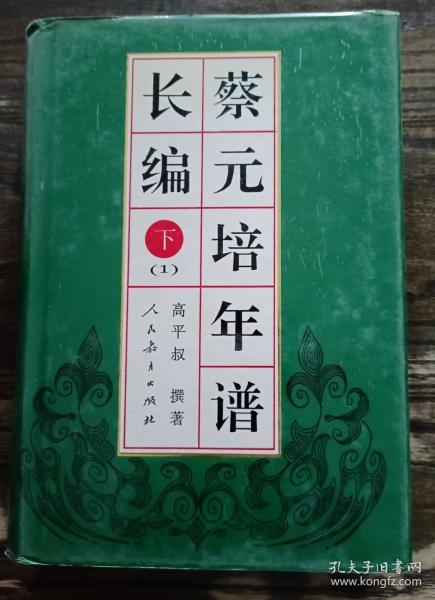 蔡元培年谱
长编
下
(1)
高平叔 撰著
人民教育出版社
孔夫子旧书网
www.kongfz.com